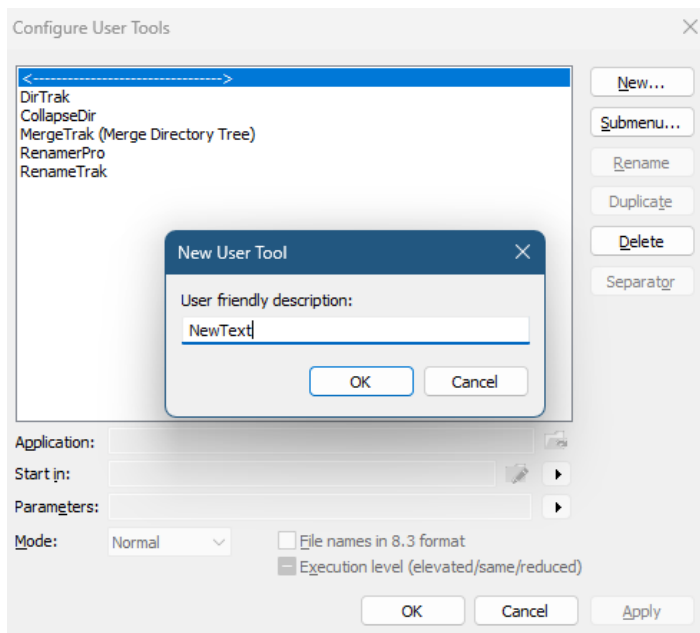 Configure User Tools
<--------------------------------->
DirTrak
CollapseDir
MergeTrak (Merge Directory Tree)
RenamerPro
RenameTrak
New...
Submenu...
Rename
Duplicate
Delete
Separator
New User Tool
User friendly description:
NewText
OK Cancel
Application:
Start in:
Parameters:
Mode: Normal
File names in 8.3 format
Execution level (elevated/same/reduced)
OK Cancel Apply